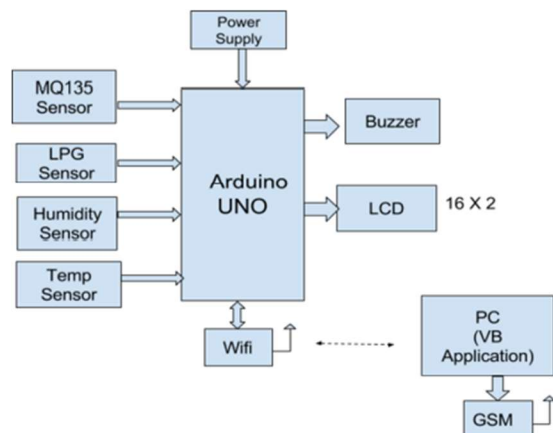 Power
Supply
MQ135
Sensor
LPG
Sensor
Humidity
Sensor
Temp
Sensor
Arduino
UNO
Buzzer
LCD
16 X 2
Wifi
PC
(VB
Application)
GSM